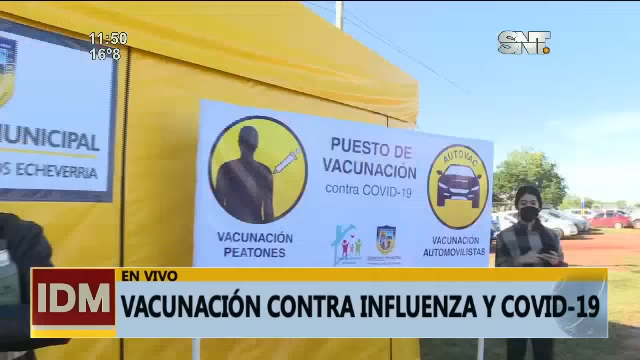 11:50
16°8
SNT
MUNICIPAL
OS ECHEVERRIA
PUESTO DE
VACUNACIÓN
contra COVID-19
AUTOVAC
VACUNACIÓN
PEATONES
VACUNACIÓN
AUTOMOVILISTAS
EN VIVO
IDM
VACUNACIÓN CONTRA INFLUENZA Y COVID-19